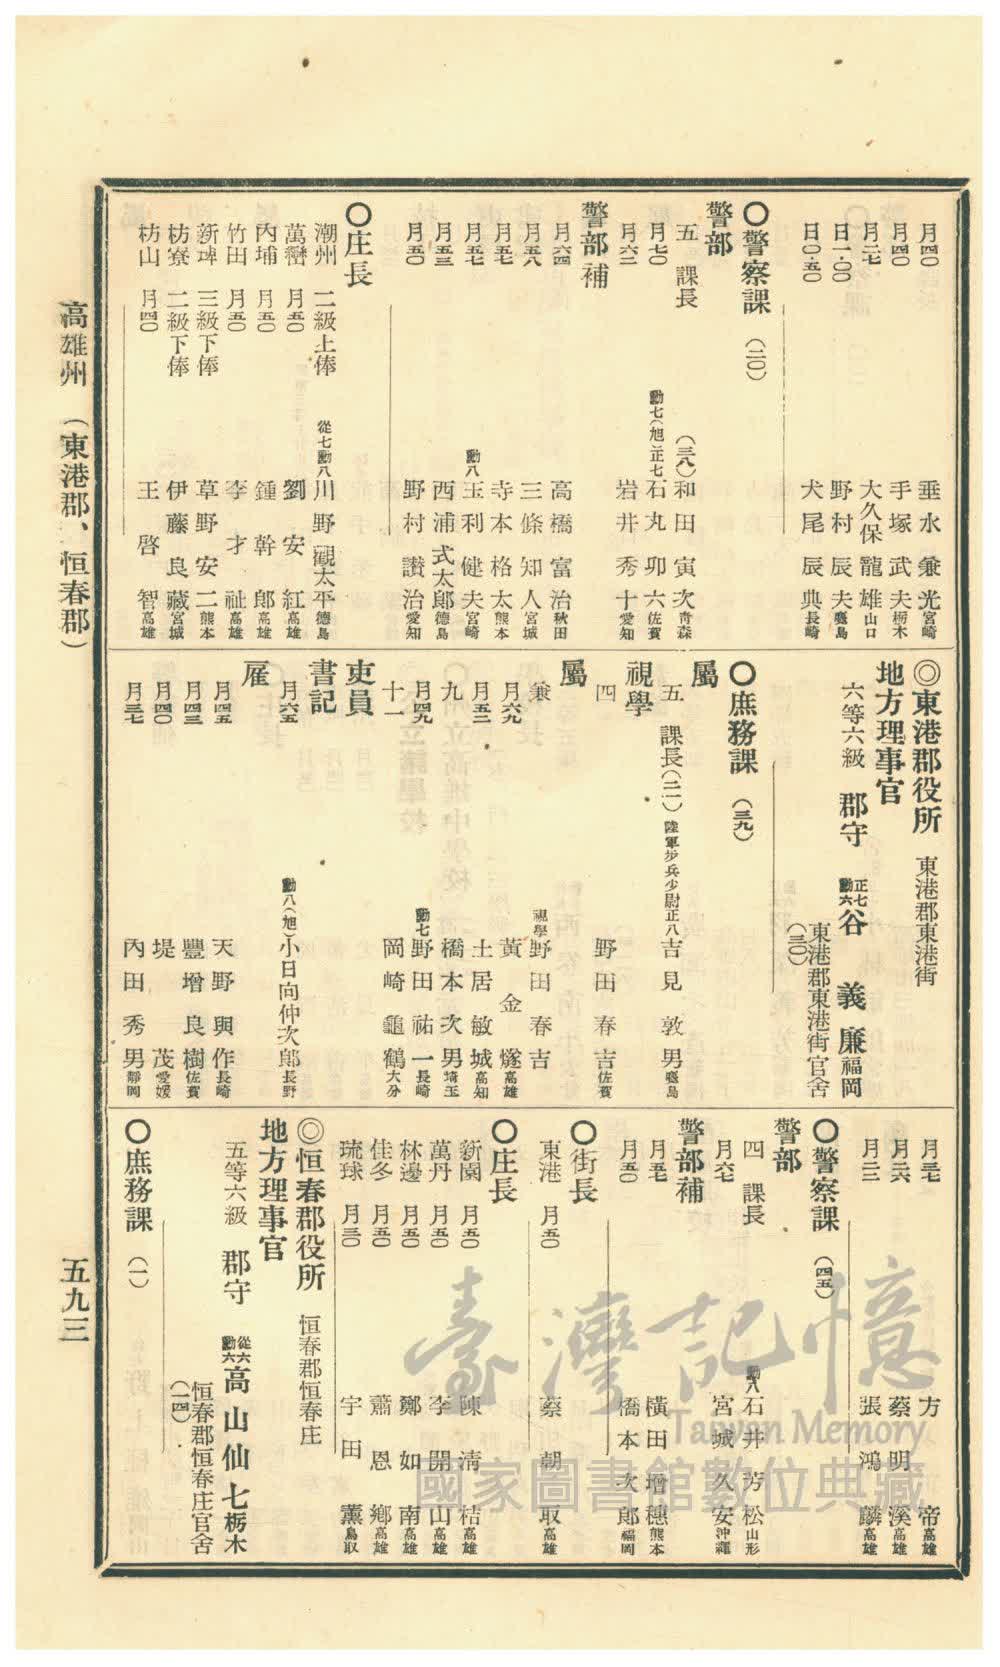 月四〇 垂水兼光 宮崎
月四〇 手塚武夫 栃木
月二七 大久保龍雄 山口
日一・〇〇 野村辰夫 鹿兒島
日〇・五〇 犬尾辰典 長崎
〇警察課 (二〇)
警部
五 課長 (三八) 和田寅次 青森
月七〇 勳七(旭)正七 石丸卯六 佐賀
月六二 岩井秀十 愛知
警部補
月六四 高橋富治 秋田
月五八 三條知人 宮城
月五七 寺本格太 熊本
月五七 勳八 玉利健夫 宮崎
月五三 西浦弍太郎 德島
月五〇 野村讚治 愛知
〇庄長
潮州 二級上俸 從七勳八 川野觀太平 德島
萬巒 月五〇 劉安紅 高雄
內埔 月五〇 鍾幹郎 高雄
竹田 月五〇 李才祉 高雄
新埤 三級下俸 草野安二 熊本
枋寮 二級下俸 伊藤良藏 宮城
枋山 月四〇 王啓智 高雄
◎東港郡役所 東港郡東港街
地方理事官
六等六級 郡守 正七勳六 谷義廉 福岡
東港郡東港街官舍
(三〇)
〇庶務課 (三九)
屬
五 課長(二一) 陸軍步兵少尉正八 吉見敦男 鹿兒島
視學
四 野田春吉 佐賀
屬
兼 視學 野田春吉
月六九 黃金燧 高雄
月五二 土居敏城 高知
九 橋本次男 埼玉
月四九 勳七 野田祐一 長崎
十一 岡崎龜鶴 大分
吏員
書記
月六五 勳八(旭) 小日向仲次郎 長野
雇
月四五 天野與作 長崎
月四三 豐增良樹 佐賀
月四〇 堤茂 愛媛
月三七 內田秀男 靜岡
月三七 方帝 高雄
月二六 蔡明溪 高雄
月二二 張鴻麟 高雄
〇警察課 (四五)
警部
四 課長 勳八 石井芳松 山形
月六七 宮城久安 沖繩
警部補
月五七 橫田增穗 熊本
月五〇 橋本次郎 福岡
〇街長
東港 月五〇 蔡朝取 高雄
〇庄長
新園 月五〇 陳清桔 高雄
萬丹 月五〇 李開山 高雄
林邊 月五〇 鄭如南 高雄
佳冬 月五〇 蕭恩鄉 高雄
琉球 月三〇 宇田薰 鳥取
◎恒春郡役所 恒春郡恒春庄
地方理事官
五等六級 郡守 從六勳六 高山仙七 栃木
恒春郡恒春庄官舍
(一四)
〇庶務課 (一)
高雄州 (東港郡、恒春郡) 五九三
臺灣記憶
Taiwan Memory
國家圖書館數位典藏